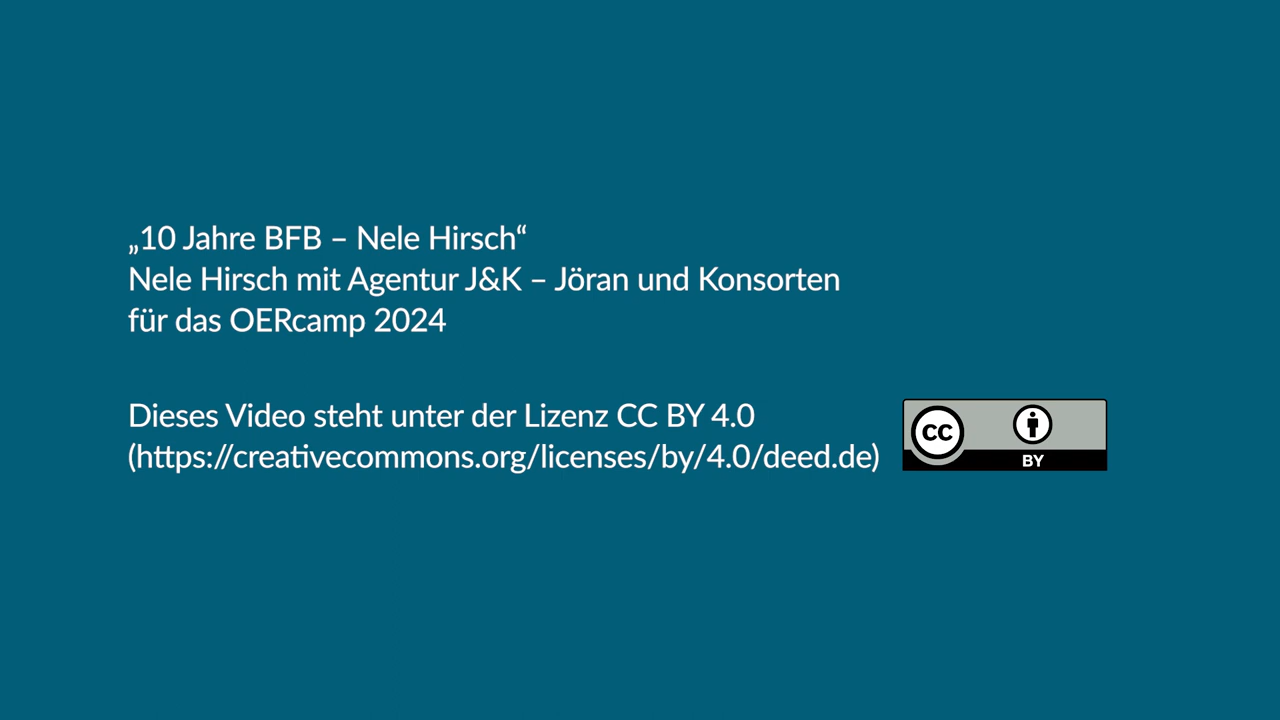 „10 Jahre BFB – Nele Hirsch“
Nele Hirsch mit Agentur J&K – Jöran und Konsorten
für das OERcamp 2024
Dieses Video steht unter der Lizenz CC BY 4.0
(https://creativecommons.org/licenses/by/4.0/deed.de)
CC
BY